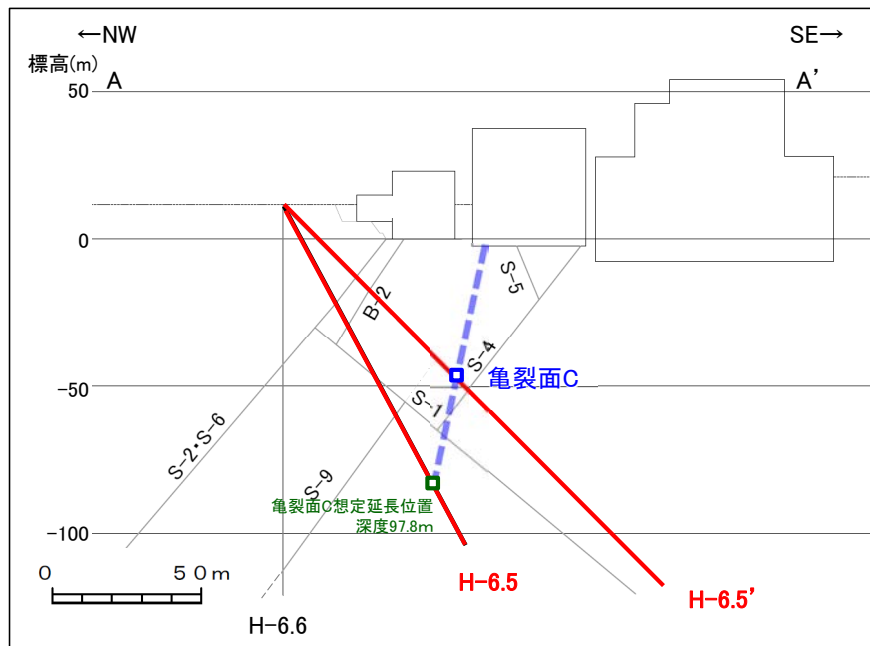 ←NW
SE→
標高(m)
A
A’
50
0
S-5
B-2
S-4
-50
亀裂面C
S-1
S-2・S-6
S-9
亀裂面C想定延長位置
深度97.8m
-100
0
50m
H-6.5
H-6.5’
H-6.6